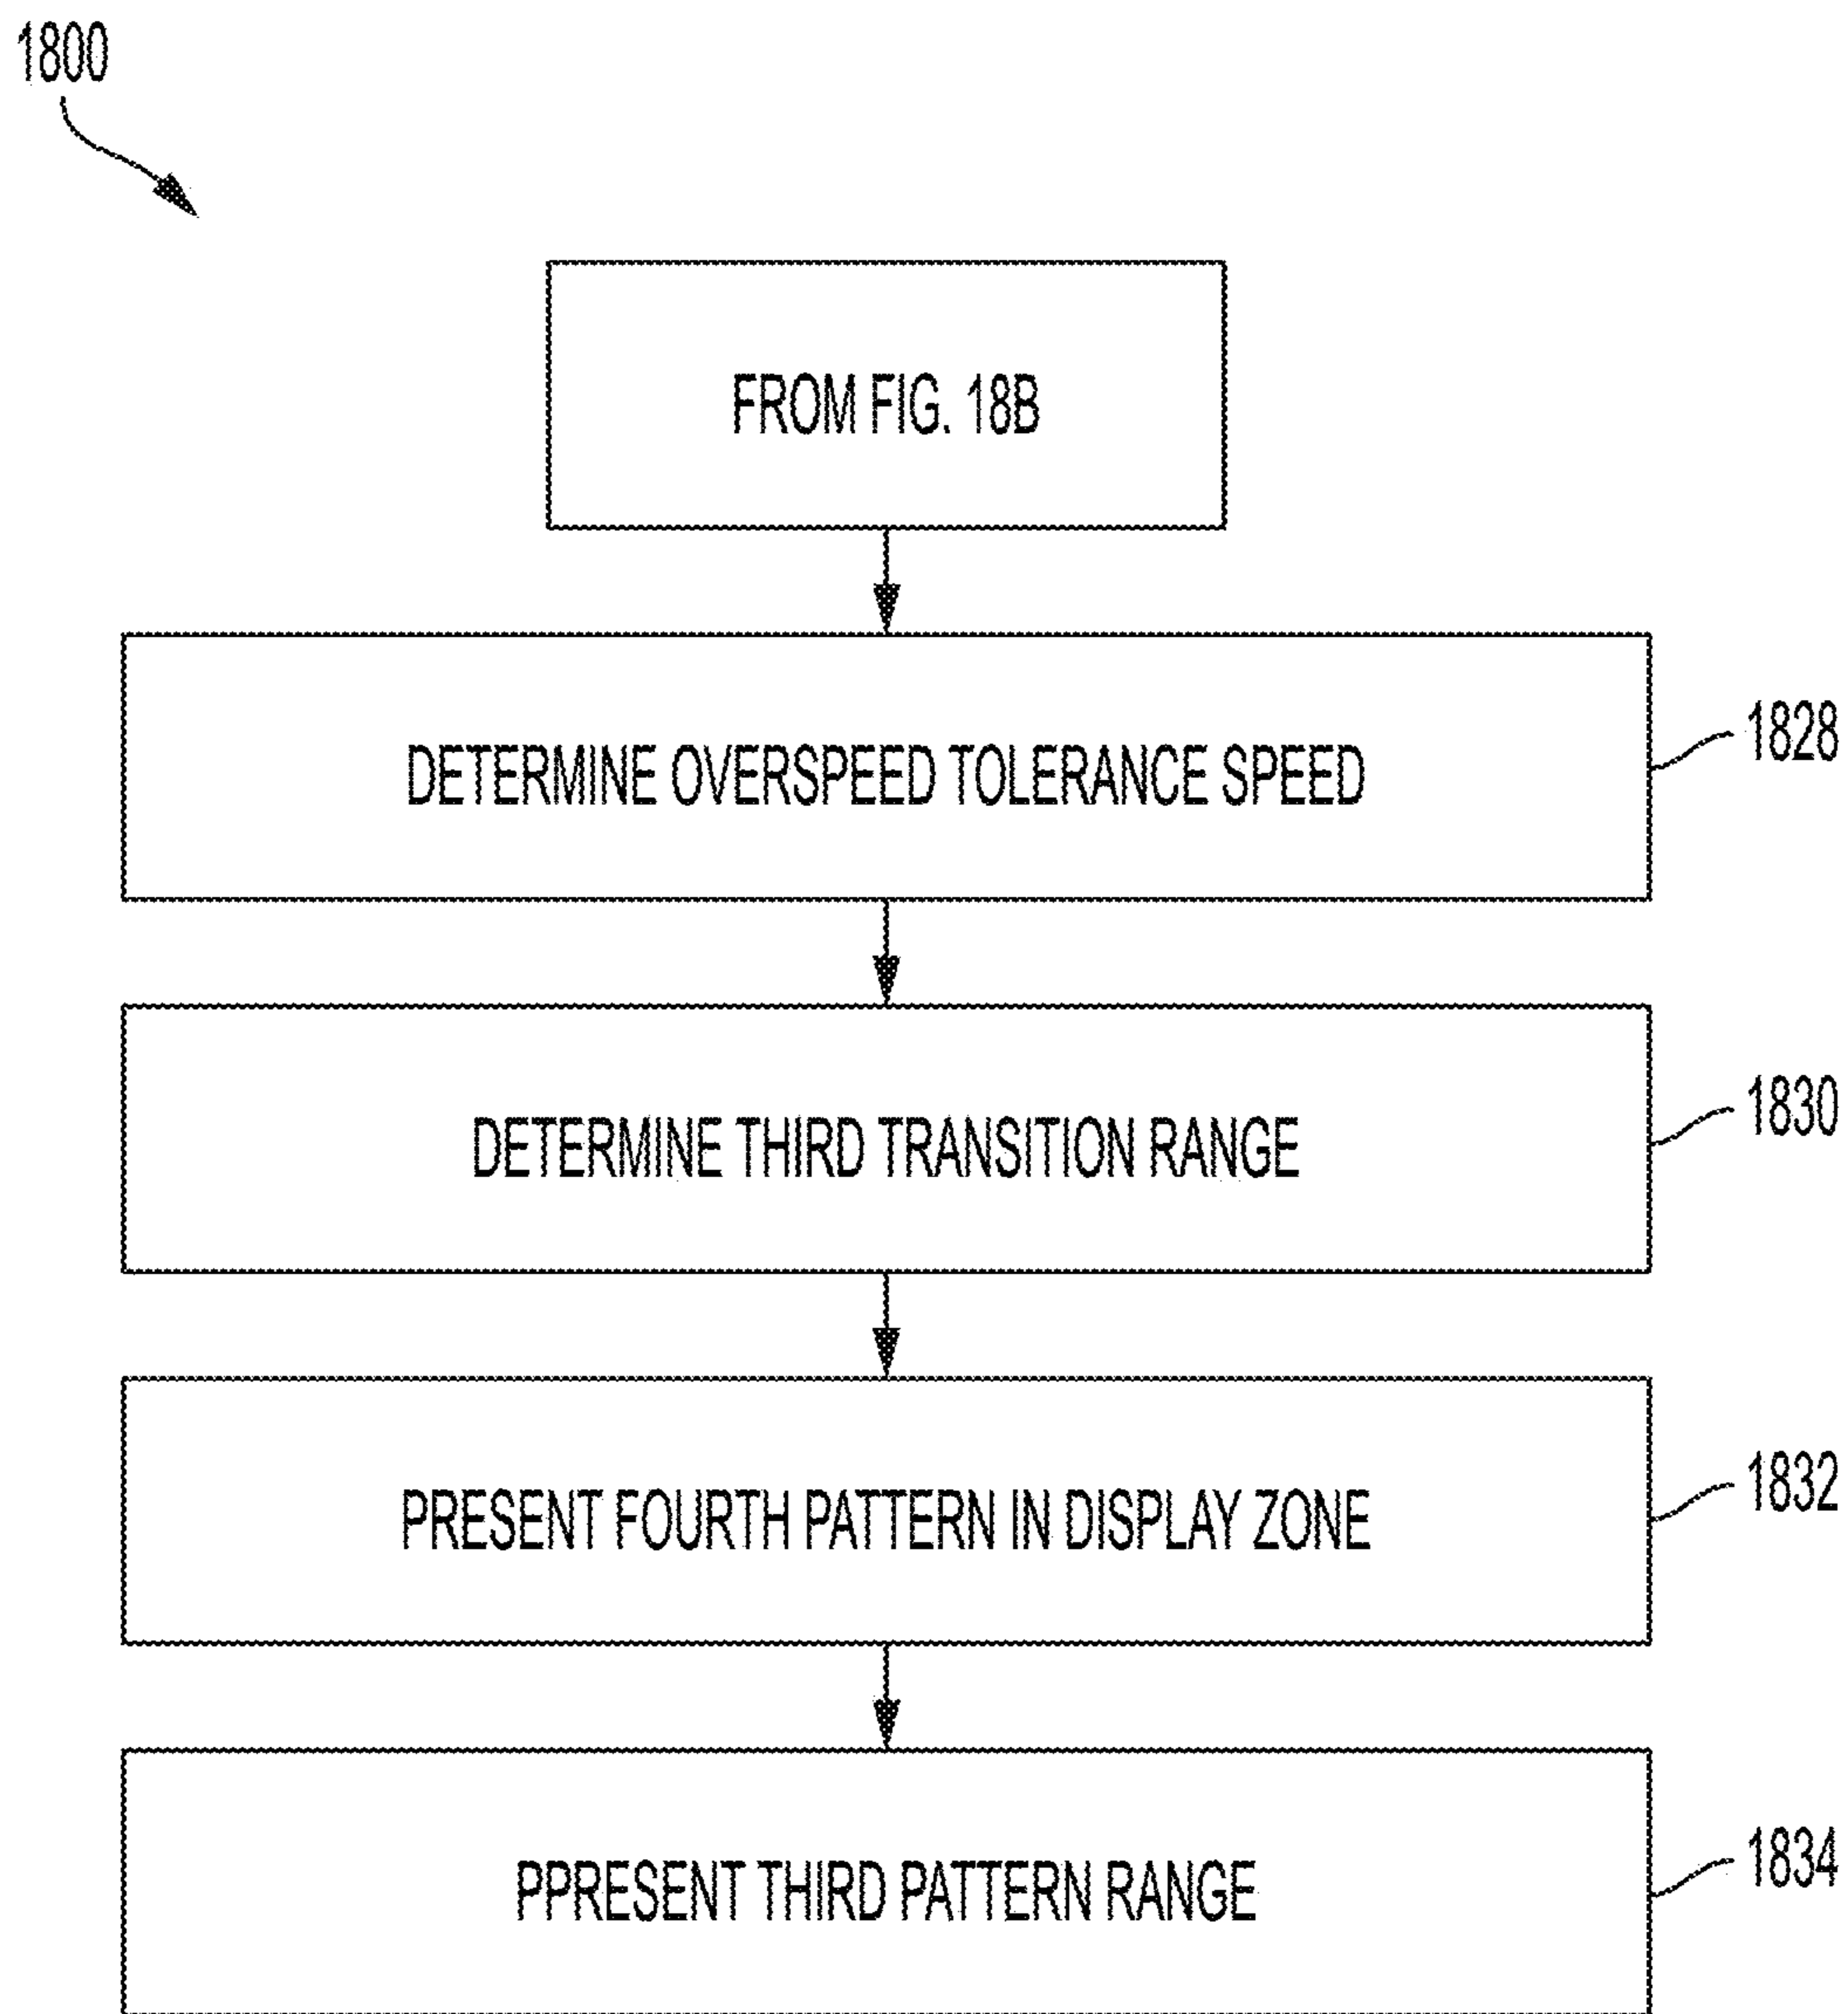 1800
FROM FIG. 18B
DETERMINE OVERSPEED TOLERANCE SPEED
1828
DETERMINE THIRD TRANSITION RANGE
1830
PRESENT FOURTH PATTERN IN DISPLAY ZONE
1832
PPRESENT THIRD PATTERN RANGE
1834